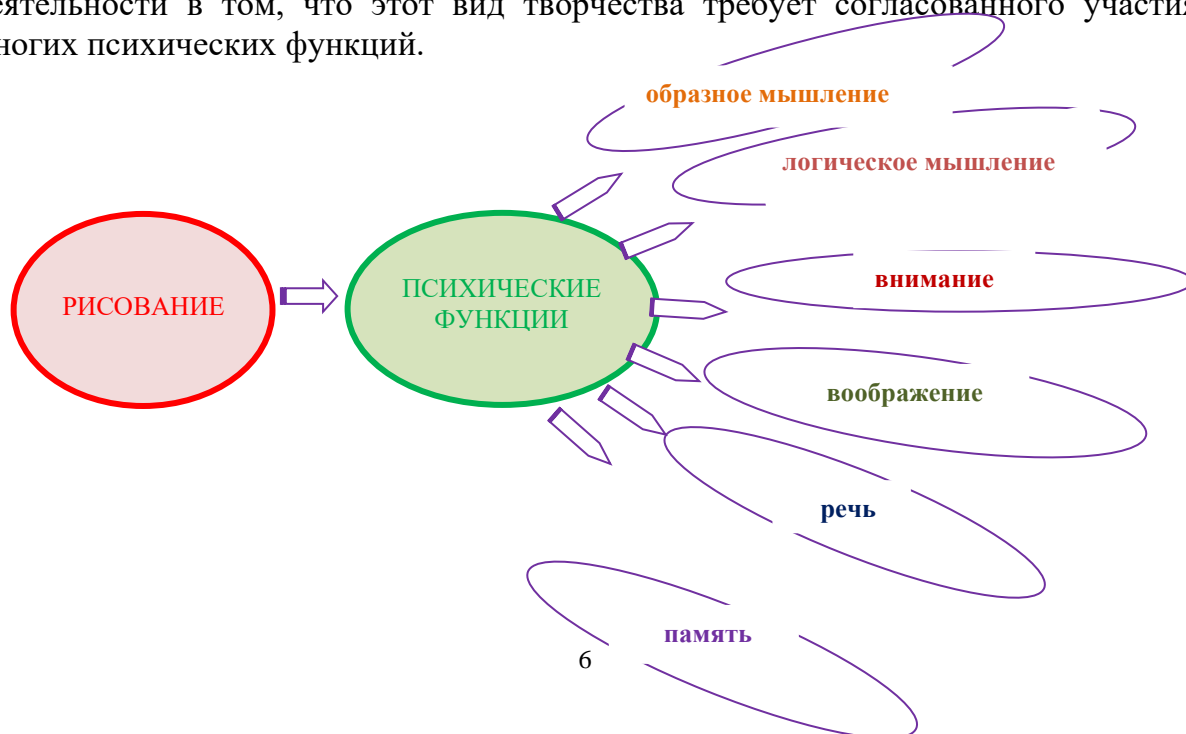 еятельности в том, что этот вид творчества требует согласованного участия
ногих психических функций.
образное мышление
логическое мышление
РИСОВАНИЕ
ПСИХИЧЕСКИЕ
ФУНКЦИИ
внимание
воображение
речь
память
6